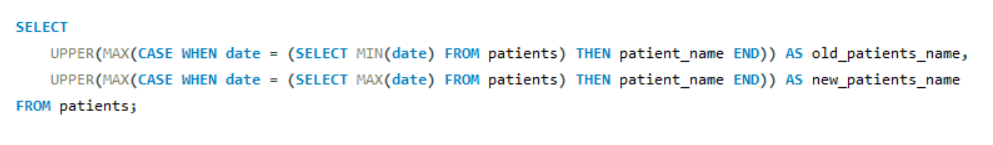 SELECT
    UPPER(MAX(CASE WHEN date = (SELECT MIN(date) FROM patients) THEN patient_name END)) AS old_patients_name,
    UPPER(MAX(CASE WHEN date = (SELECT MAX(date) FROM patients) THEN patient_name END)) AS new_patients_name
FROM patients;